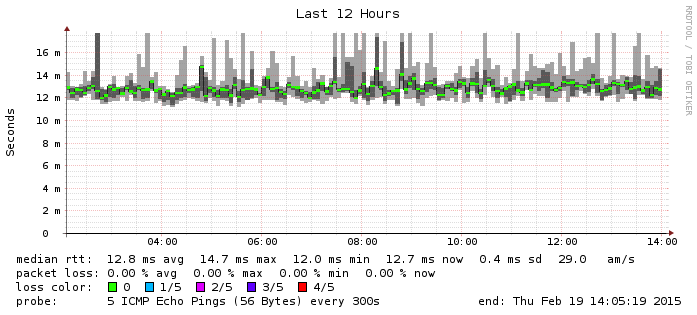 Last 12 Hours
RRDTOOL / TOBI OETIKER
Seconds
16 m
14 m
12 m
10 m
8 m
6 m
4 m
2 m
0
04:00 06:00 08:00 10:00 12:00 14:00
median rtt: 12.8 ms avg 14.7 ms max 12.0 ms min 12.7 ms now 0.4 ms sd 29.0 am/s
packet loss: 0.00 % avg 0.00 % max 0.00 % min 0.00 % now
loss color: 0 1/5 2/5 3/5 4/5
probe: 5 ICMP Echo Pings (56 Bytes) every 300s end: Thu Feb 19 14:05:19 2015